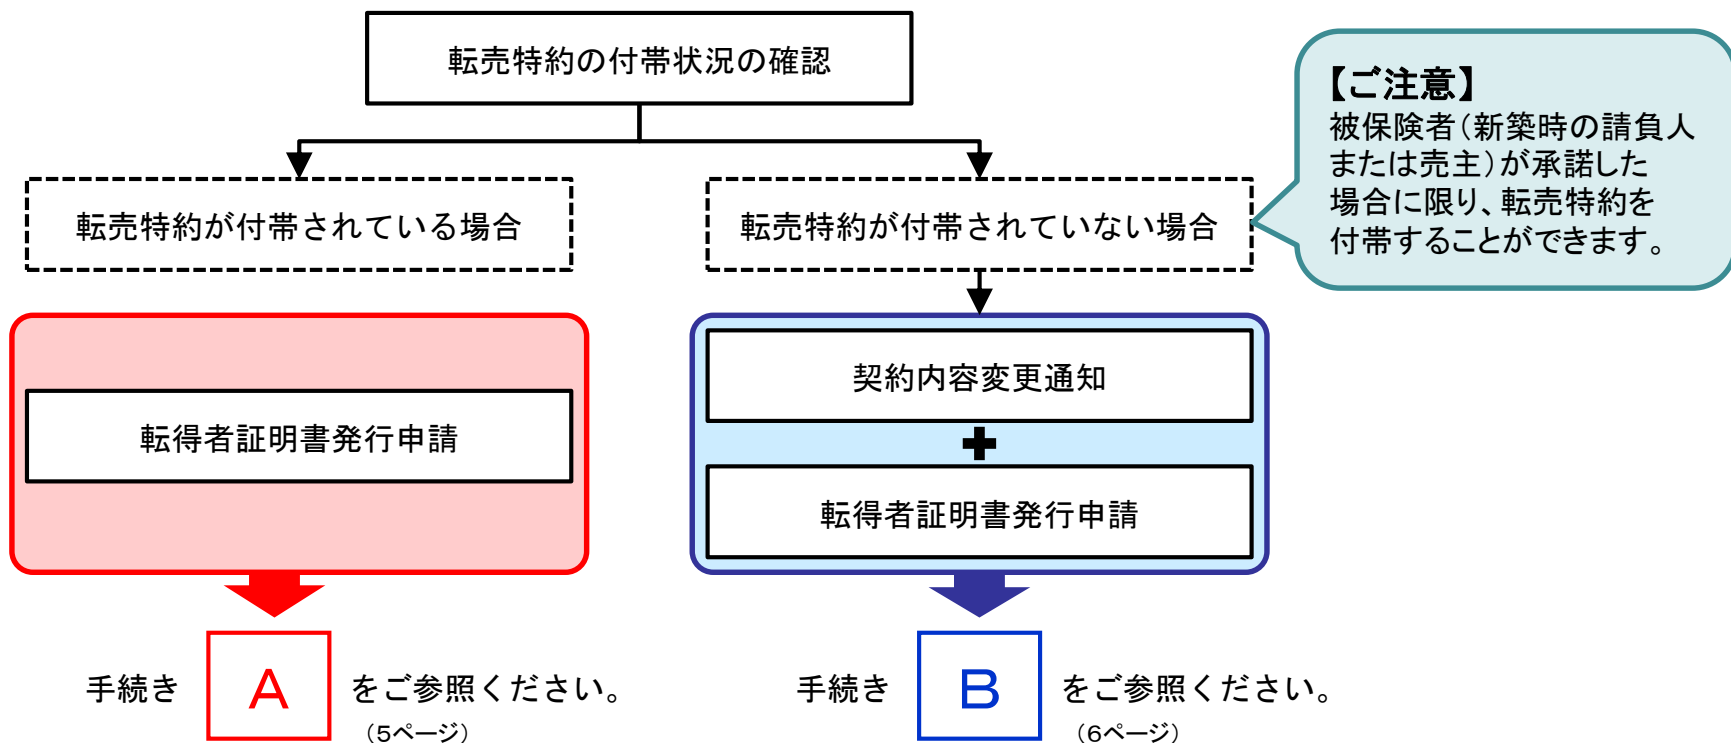 転売特約の付帯状況の確認
【ご注意】
被保険者（新築時の請負人
または売主）が承諾した
場合に限り、転売特約を
付帯することができます。
転売特約が付帯されている場合
転売特約が付帯されていない場合
転得者証明書発行申請
契約内容変更通知
転得者証明書発行申請
手続き A をご参照ください。
（5ページ）
手続き B をご参照ください。
（6ページ）